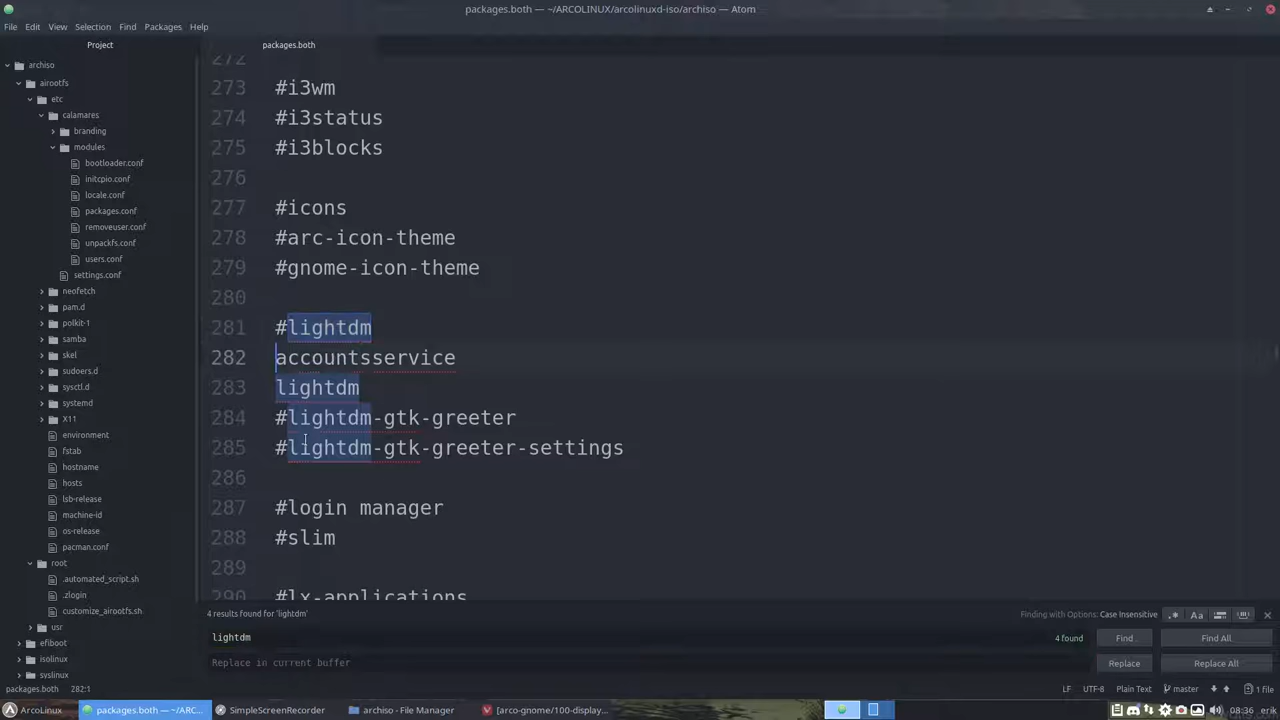 packages.both — ~/ARCOLINUX/arcolinuxd-iso/archiso — Atom
File Edit View Selection Find Packages Help
Project
packages.both
archiso
airootfs
etc
calamares
branding
modules
bootloader.conf
initcpio.conf
locale.conf
packages.conf
removeuser.conf
unpackfs.conf
users.conf
settings.conf
neofetch
pam.d
polkit-1
samba
skel
sudoers.d
sysctl.d
systemd
X11
environment
fstab
hostname
hosts
lsb-release
machine-id
os-release
pacman.conf
root
.automated_script.sh
.zlogin
customize_airootfs.sh
usr
efiboot
isolinux
syslinux
272
273 #i3wm
274 #i3status
275 #i3blocks
276
277 #icons
278 #arc-icon-theme
279 #gnome-icon-theme
280
281 #lightdm
282 accountsservice
283 lightdm
284 #lightdm-gtk-greeter
285 #lightdm-gtk-greeter-settings
286
287 #login manager
288 #slim
289
290 #lx-applications
4 results found for 'lightdm'
Finding with Options: Case Insensitive
.* Aa
lightdm
4 found
Find
Find All
Replace in current buffer
Replace
Replace All
packages.both 282:1
LF UTF-8 Plain Text master 1 file
ArcoLinux
packages.both — ~/ARC...
SimpleScreenRecorder
archiso - File Manager
[arco-gnome/100-display...
08:36 erik